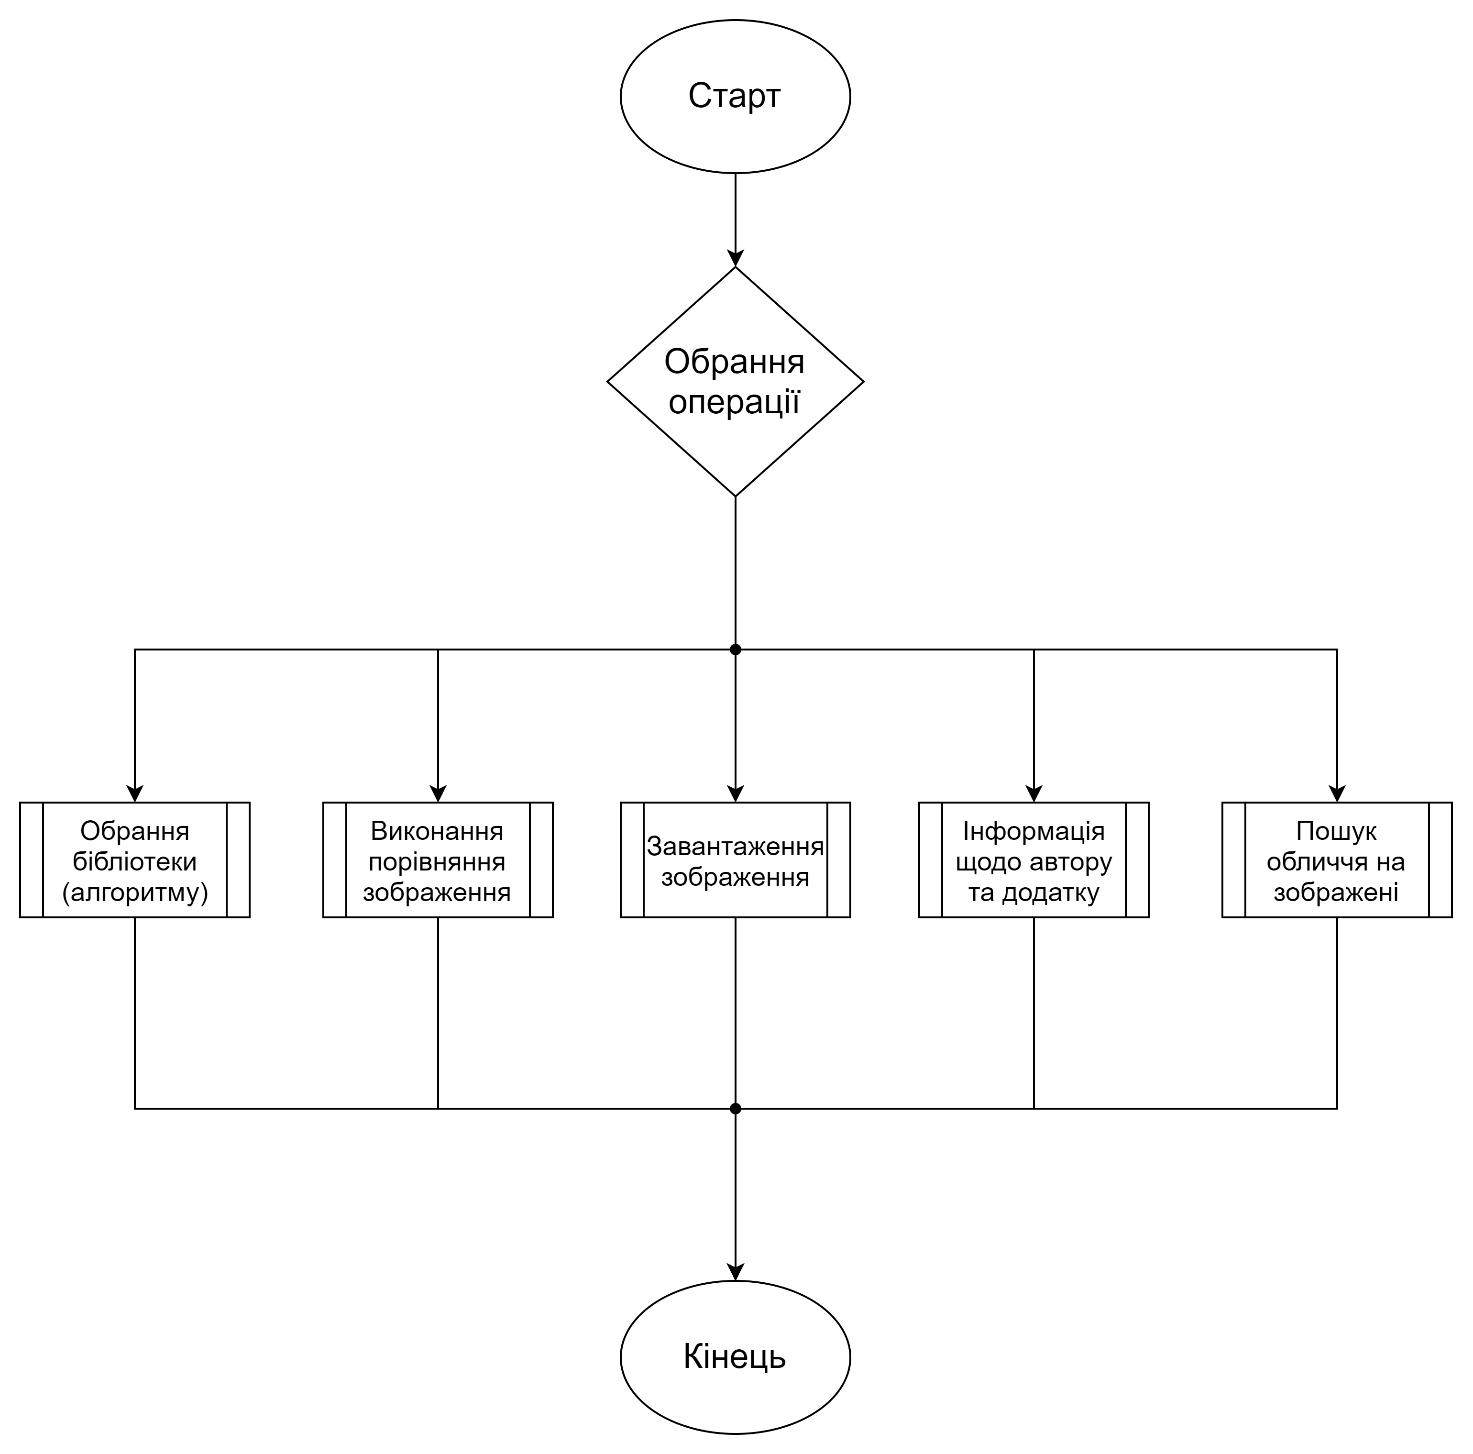 Старт
Обрання
операції
Обрання
бібліотеки
(алгоритму)
Виконання
порівняння
зображення
Завантаження
зображення
Інформація
щодо автору
та додатку
Пошук
обличчя на
зображені
Кінець